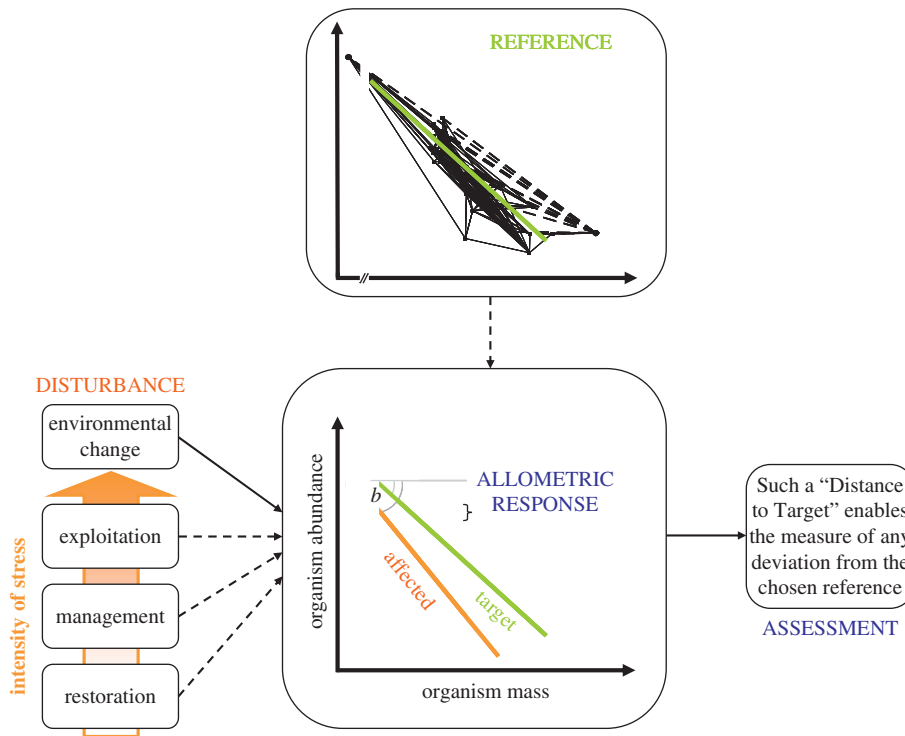 REFERENCE
DISTURBANCE
environmental
change
exploitation
management
restoration
intensity of stress
organism abundance
organism mass
b
ALLOMETRIC
RESPONSE
}
affected
target
Such a “Distance
to Target” enables
the measure of any
deviation from the
chosen reference
ASSESSMENT